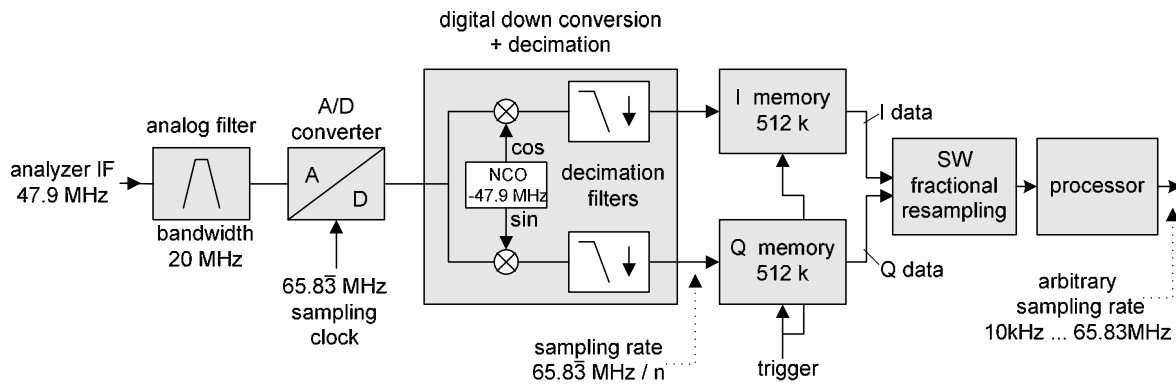 digital down conversion
+ decimation
A/D
converter
analog filter
analyzer IF
47.9 MHz
bandwidth
20 MHz
A
D
65.83̅ MHz
sampling
clock
cos
NCO
-47.9 MHz
sin
decimation
filters
I memory
512 k
Q memory
512 k
I data
Q data
SW
fractional
resampling
processor
sampling rate
65.83̅ MHz / n
trigger
arbitrary
sampling rate
10kHz ... 65.83MHz